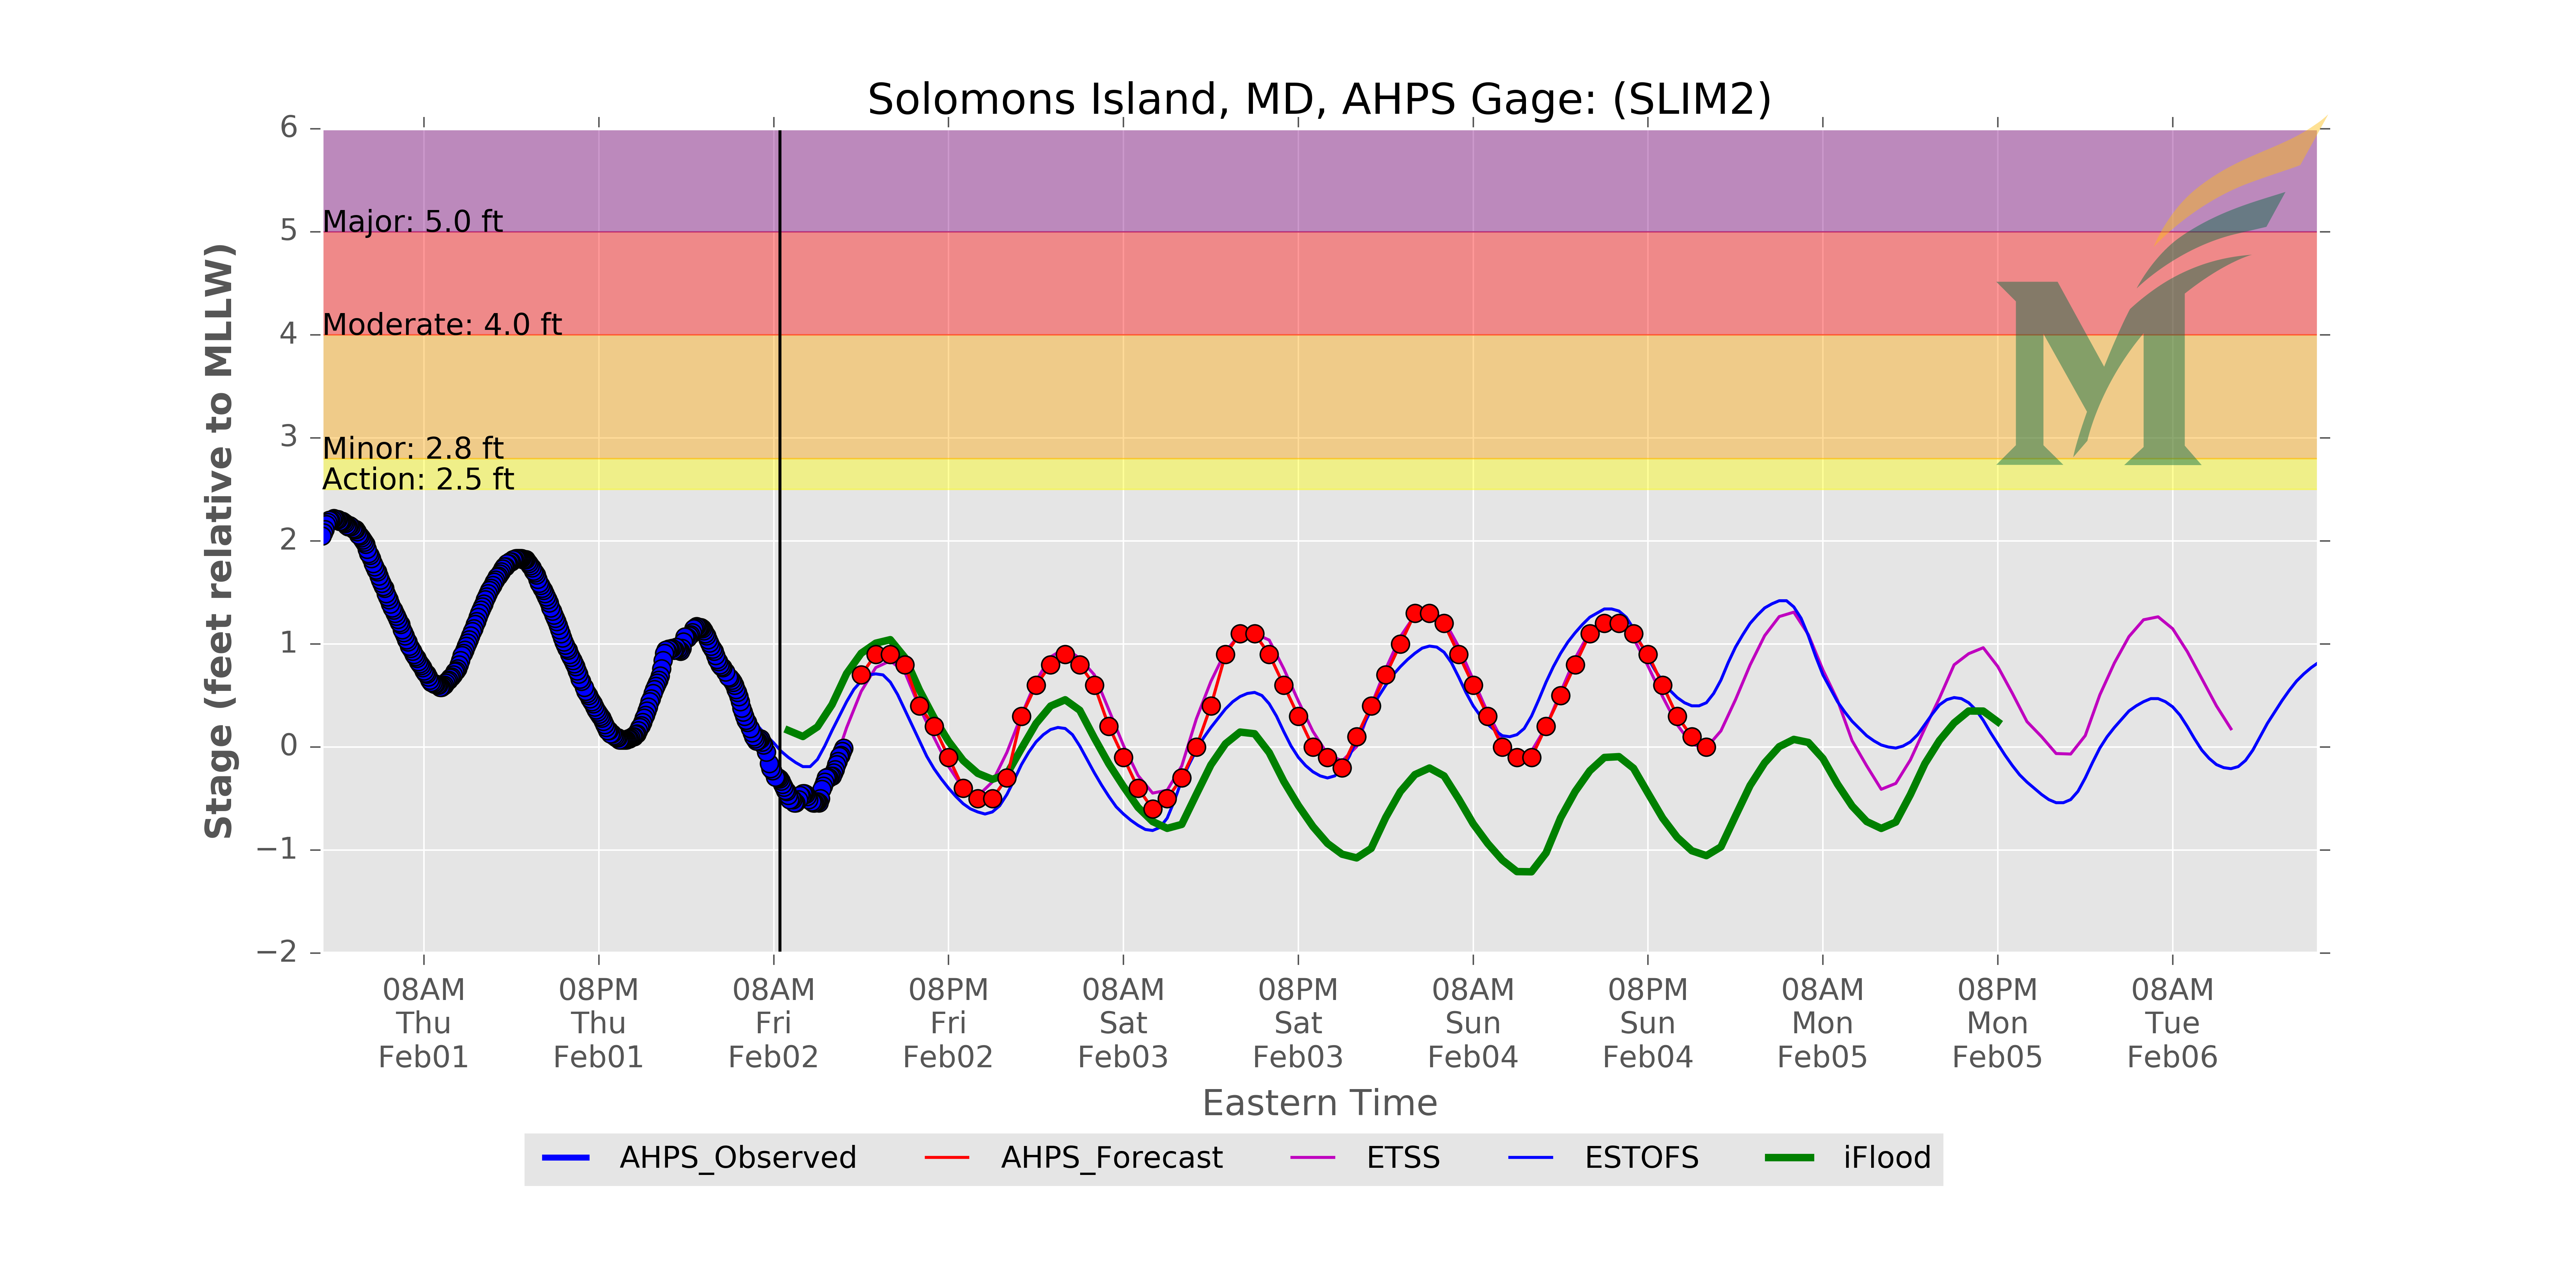 Solomons Island, MD, AHPS Gage: (SLIM2)
6
5
4
3
2
1
0
−1
−2
Stage (feet relative to MLLW)
Major: 5.0 ft
Moderate: 4.0 ft
Minor: 2.8 ft
Action: 2.5 ft
M
08AM
Thu
Feb01
08PM
Thu
Feb01
08AM
Fri
Feb02
08PM
Fri
Feb02
08AM
Sat
Feb03
08PM
Sat
Feb03
08AM
Sun
Feb04
08PM
Sun
Feb04
08AM
Mon
Feb05
08PM
Mon
Feb05
08AM
Tue
Feb06
Eastern Time
AHPS_Observed AHPS_Forecast ETSS ESTOFS iFlood